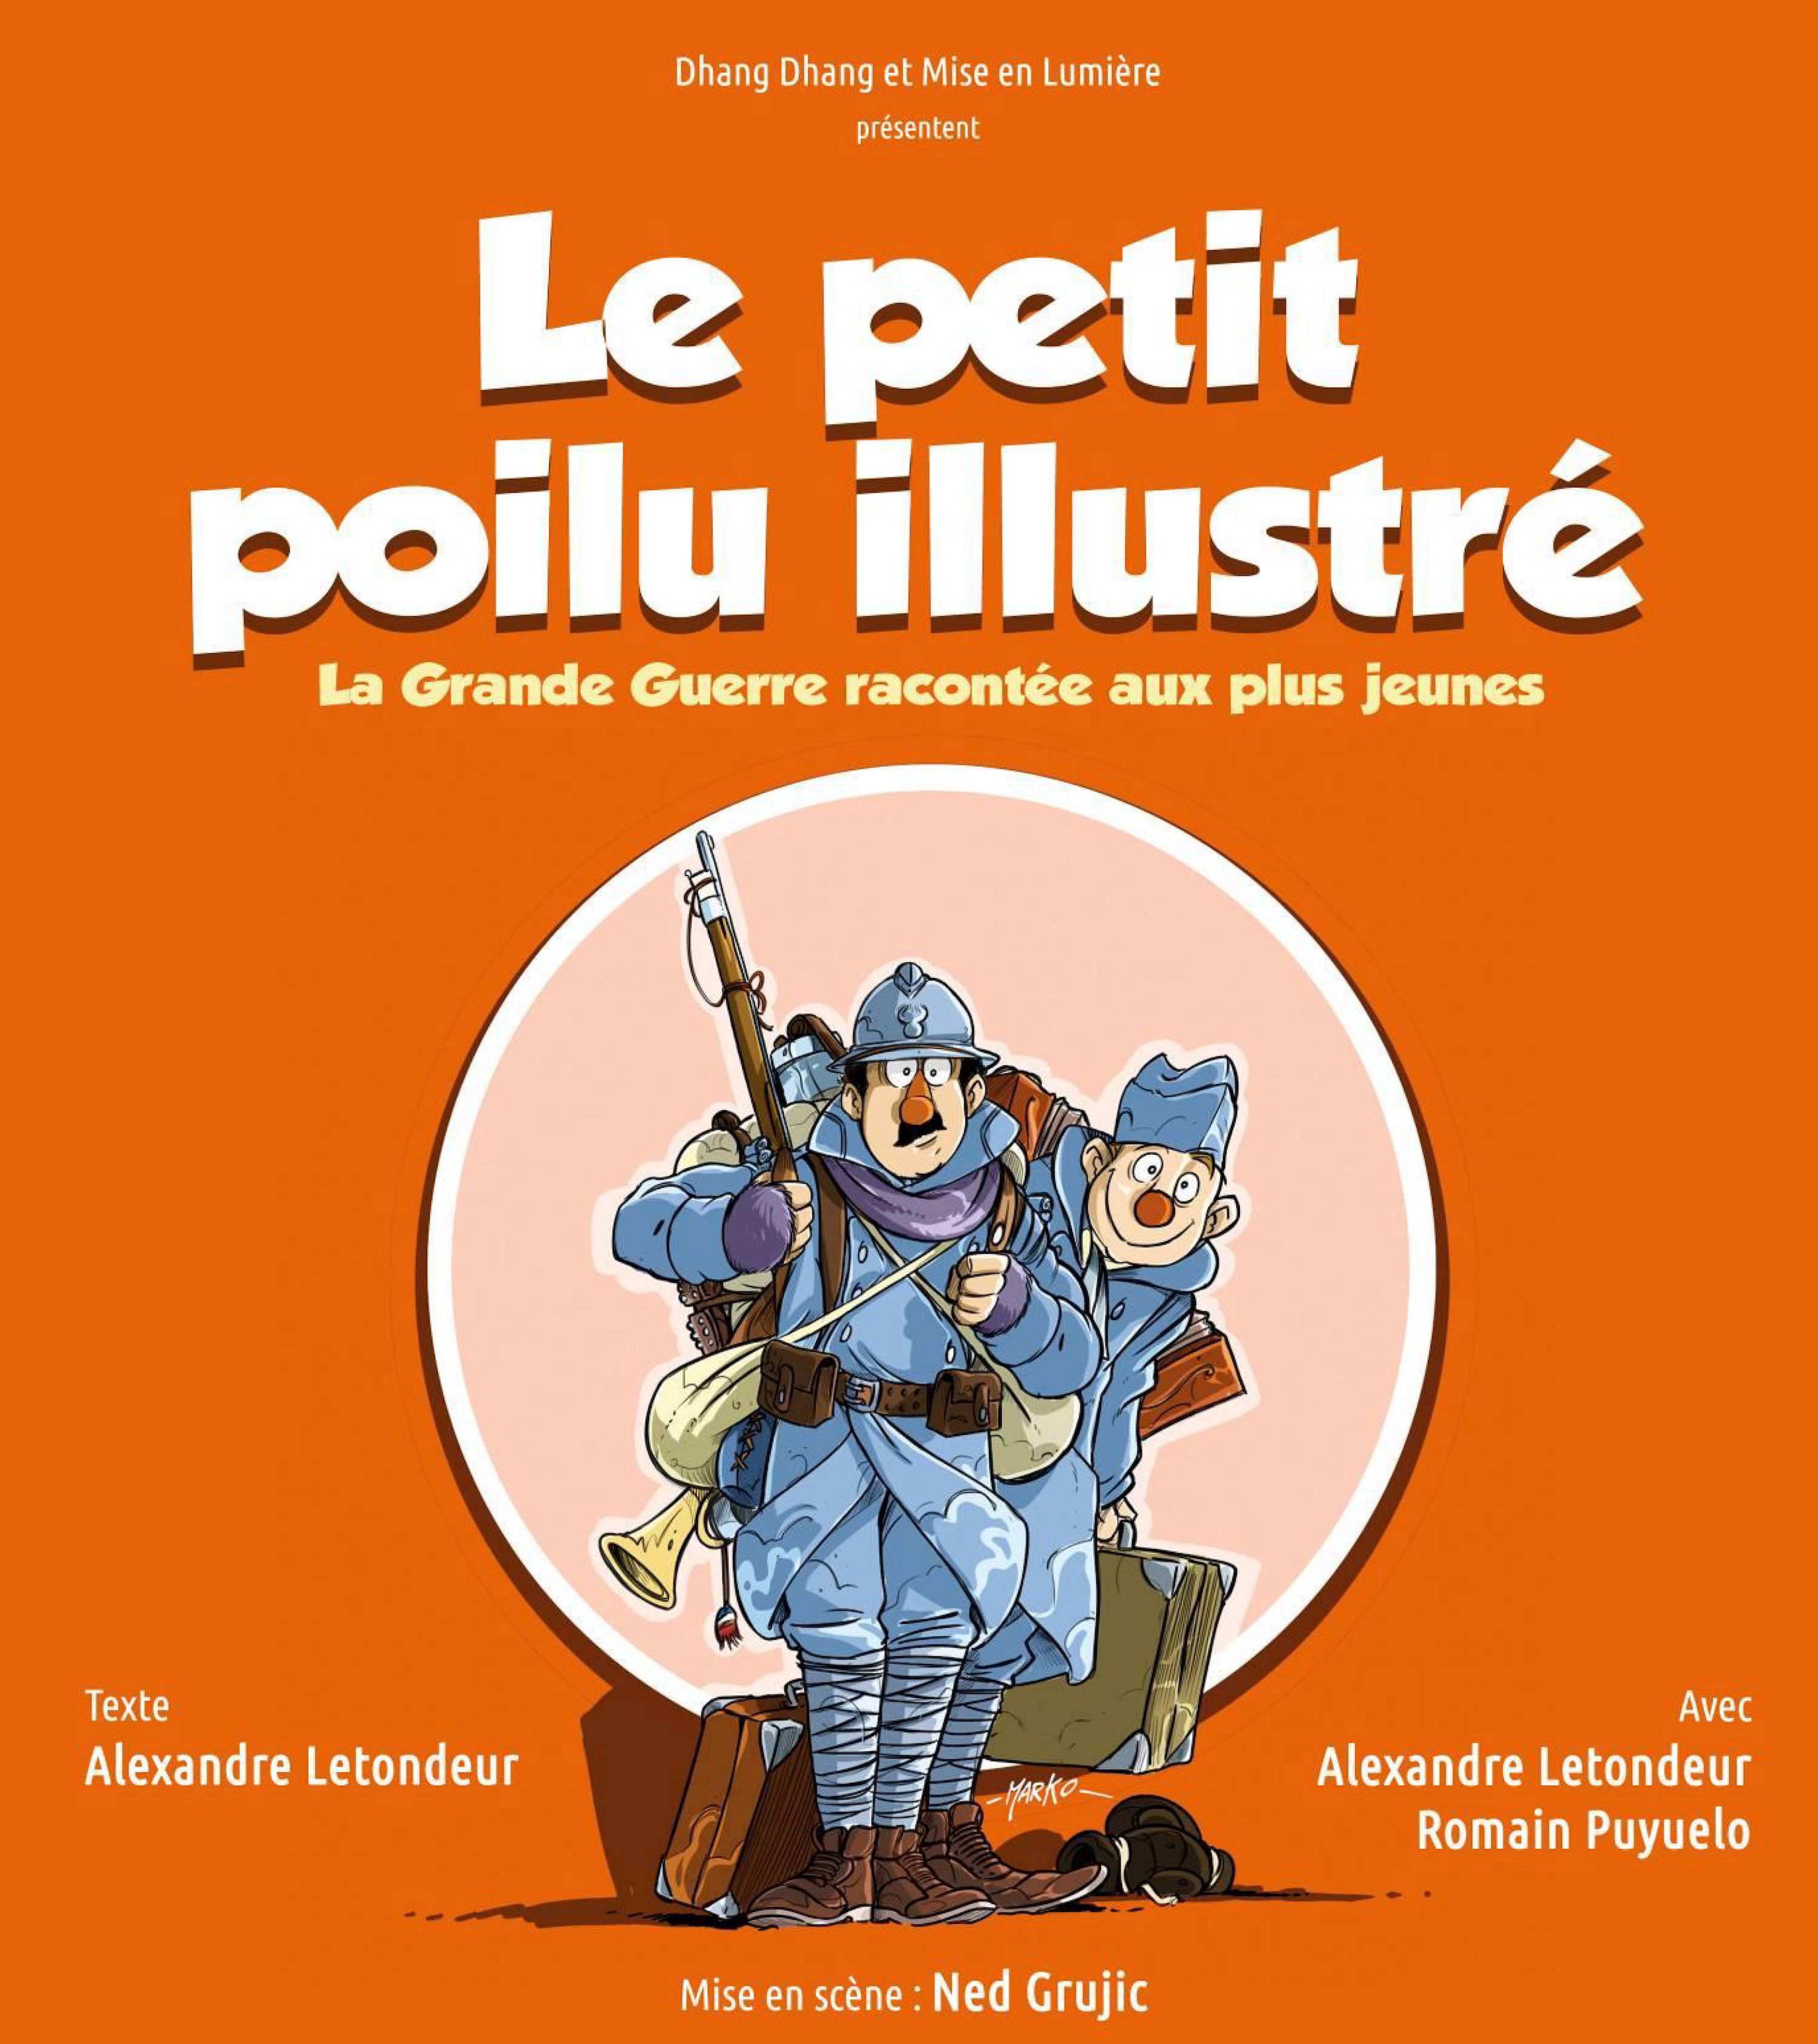 Dhang Dhang et Mise en Lumière
présentent
Le petit
poilu illustré
La Grande Guerre racontée aux plus jeunes
Texte
Alexandre Letondeur
Avec
Alexandre Letondeur
Romain Puyuelo
-MARKO-
Mise en scène : Ned Grujic